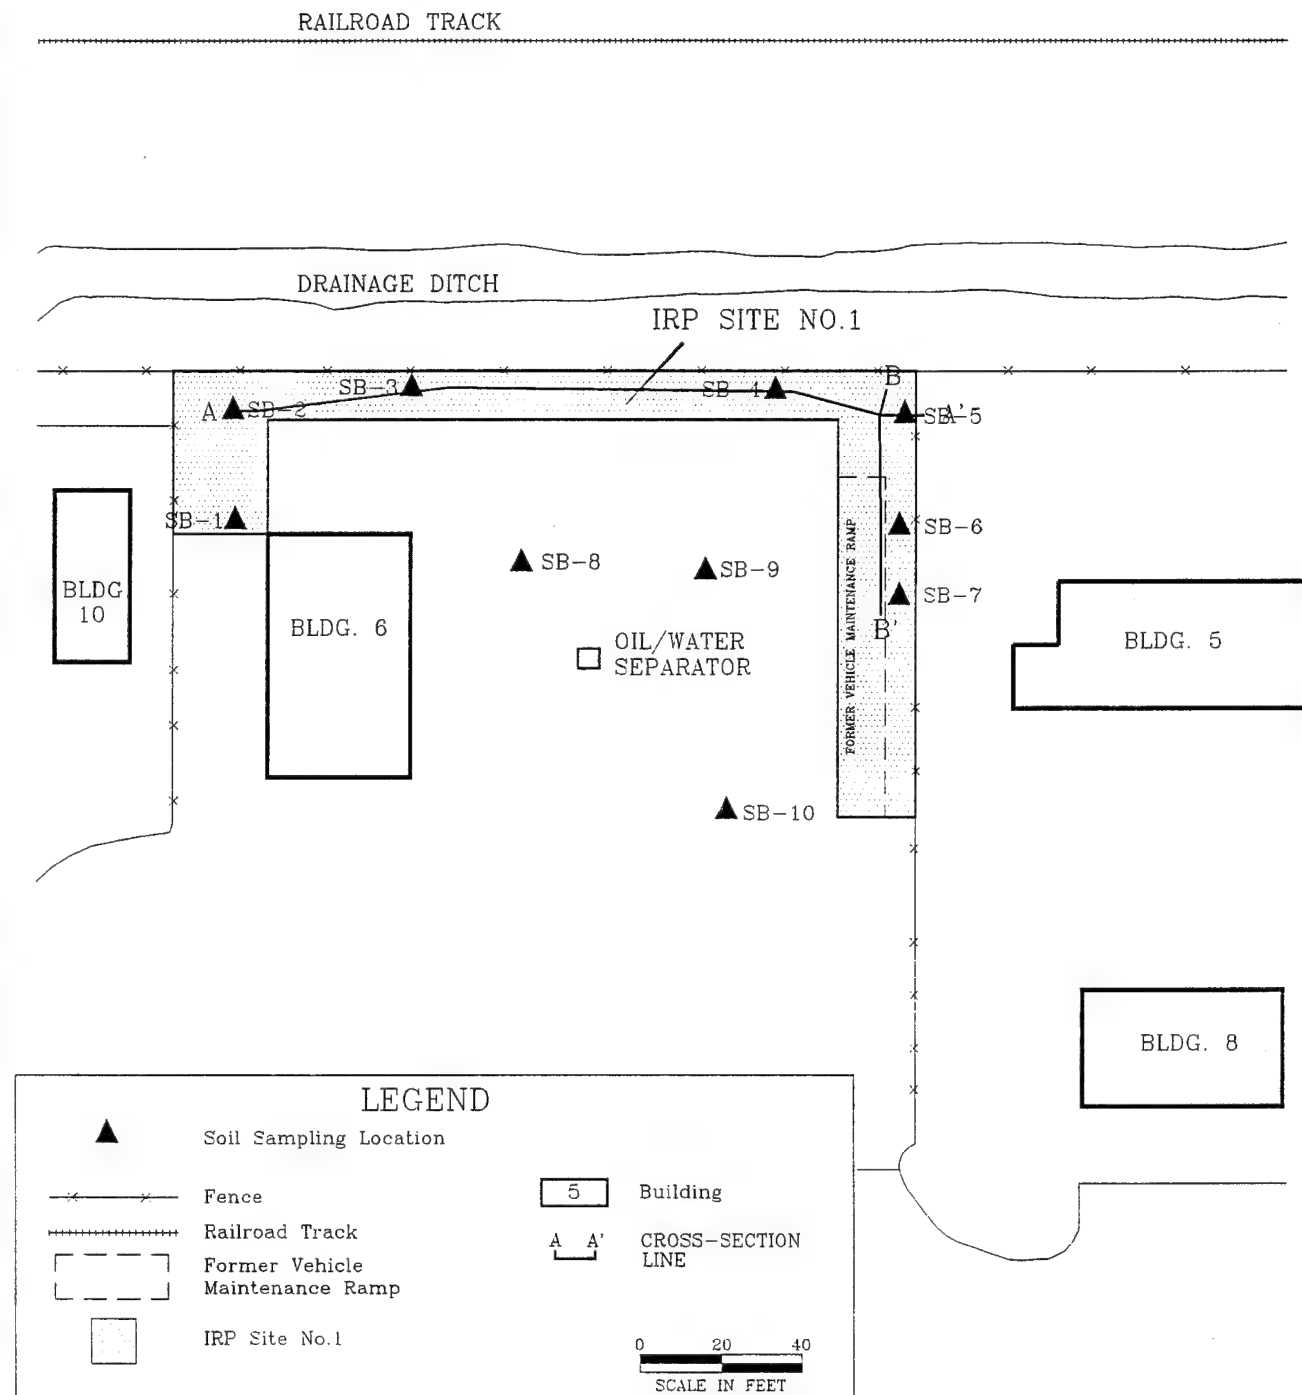 RAILROAD TRACK
DRAINAGE DITCH
IRP SITE NO.1
SB-3
SB-4
B
A
SB-2
SB-5
A'
SB-1
SB-6
SB-8
SB-9
SB-7
BLDG
10
BLDG. 6
B'
BLDG. 5
OIL/WATER
SEPARATOR
FORMER VEHICLE MAINTENANCE RAMP
SB-10
BLDG. 8
LEGEND
Soil Sampling Location
Fence
5
Building
Railroad Track
A A'
CROSS-SECTION
LINE
Former Vehicle
Maintenance Ramp
IRP Site No.1
0 20 40
SCALE IN FEET